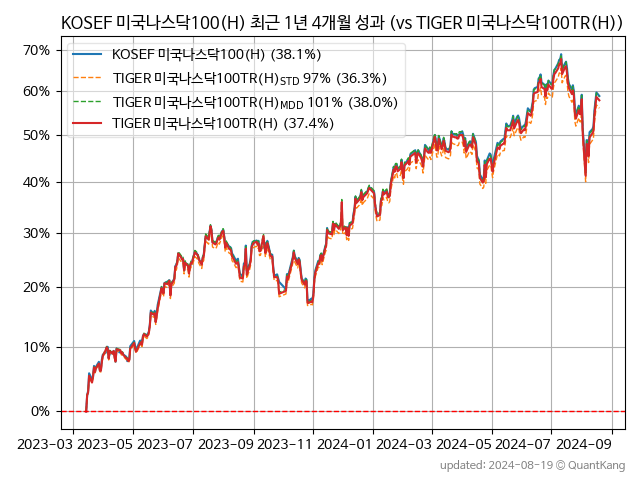 KOSEF 미국나스닥100(H) 최근 1년 4개월 성과 (vs TIGER 미국나스닥100TR(H))
70%
60%
50%
40%
30%
20%
10%
0%
KOSEF 미국나스닥100(H) (38.1%)
TIGER 미국나스닥100TR(H)STD 97% (36.3%)
TIGER 미국나스닥100TR(H)MDD 101% (38.0%)
TIGER 미국나스닥100TR(H) (37.4%)
2023-03 2023-05 2023-07 2023-09 2023-11 2024-01 2024-03 2024-05 2024-07 2024-09
updated: 2024-08-19 © QuantKang